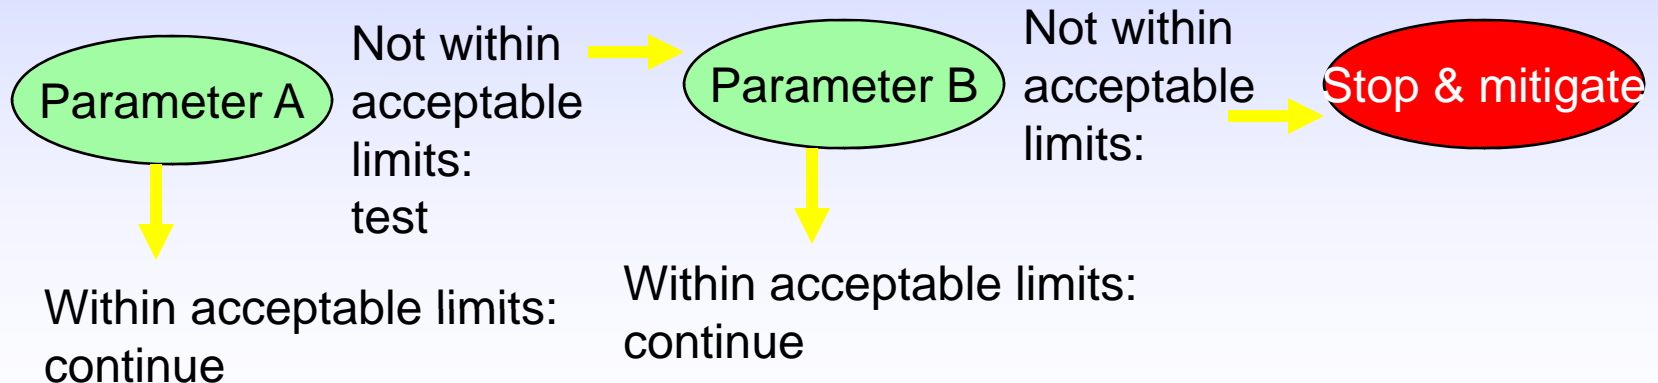 Parameter A
Not within
acceptable
limits:
test
Within acceptable limits:
continue
Parameter B
Not within
acceptable
limits:
Within acceptable limits:
continue
Stop & mitigate